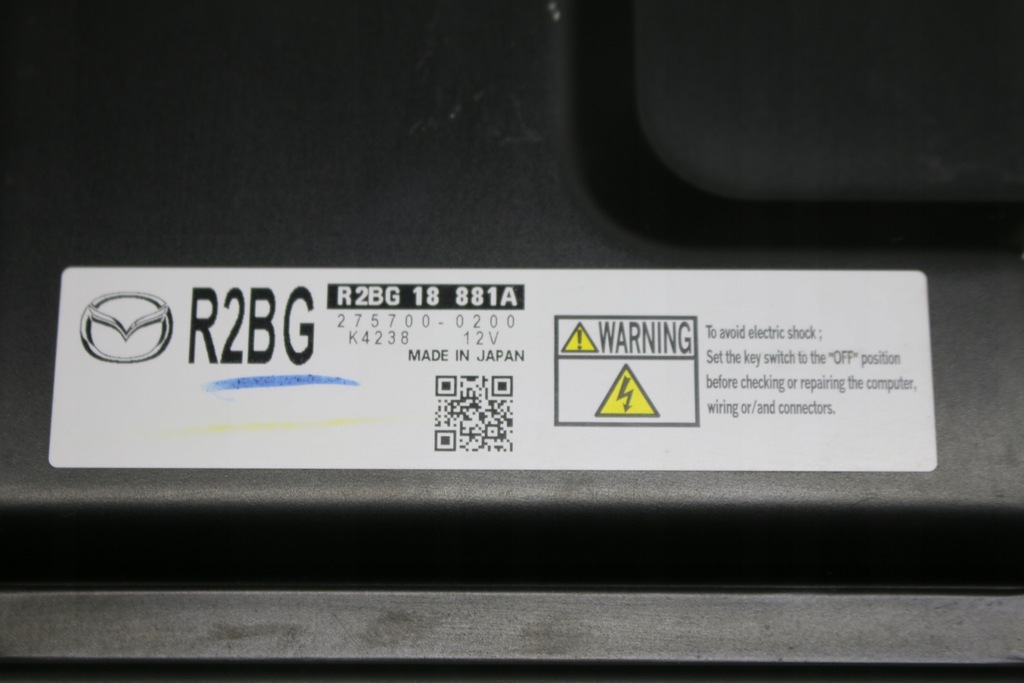 R2BG
R2BG 18 881A
275700-0200
K4238 12V
MADE IN JAPAN
WARNING
To avoid electric shock ;
Set the key switch to the "OFF" position
before checking or repairing the computer,
wiring or/and connectors.